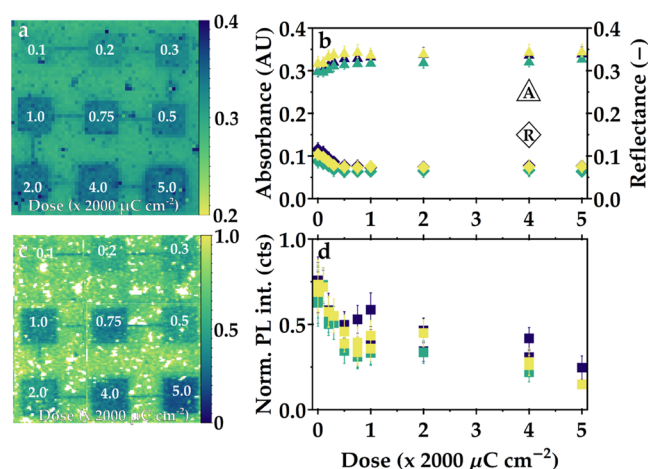 a
0.1 0.2 0.3
1.0 0.75 0.5
2.0 4.0 5.0
Dose (x 2000 μC cm⁻²)
0.4
0.3
0.2
b
Absorbance (AU)
0.4
0.3
0.2
0.1
0.0
A
R
0.4
0.3
0.2
0.1
0.0
Reflectance (−)
0 1 2 3 4 5
c
0.1 0.2 0.3
1.0 0.75 0.5
2.0 4.0 5.0
Dose (x 2000 μC cm⁻²)
1.0
0.5
0
d
Norm. PL int. (cts)
1.0
0.5
0.0
0 1 2 3 4 5
Dose (x 2000 μC cm⁻²)